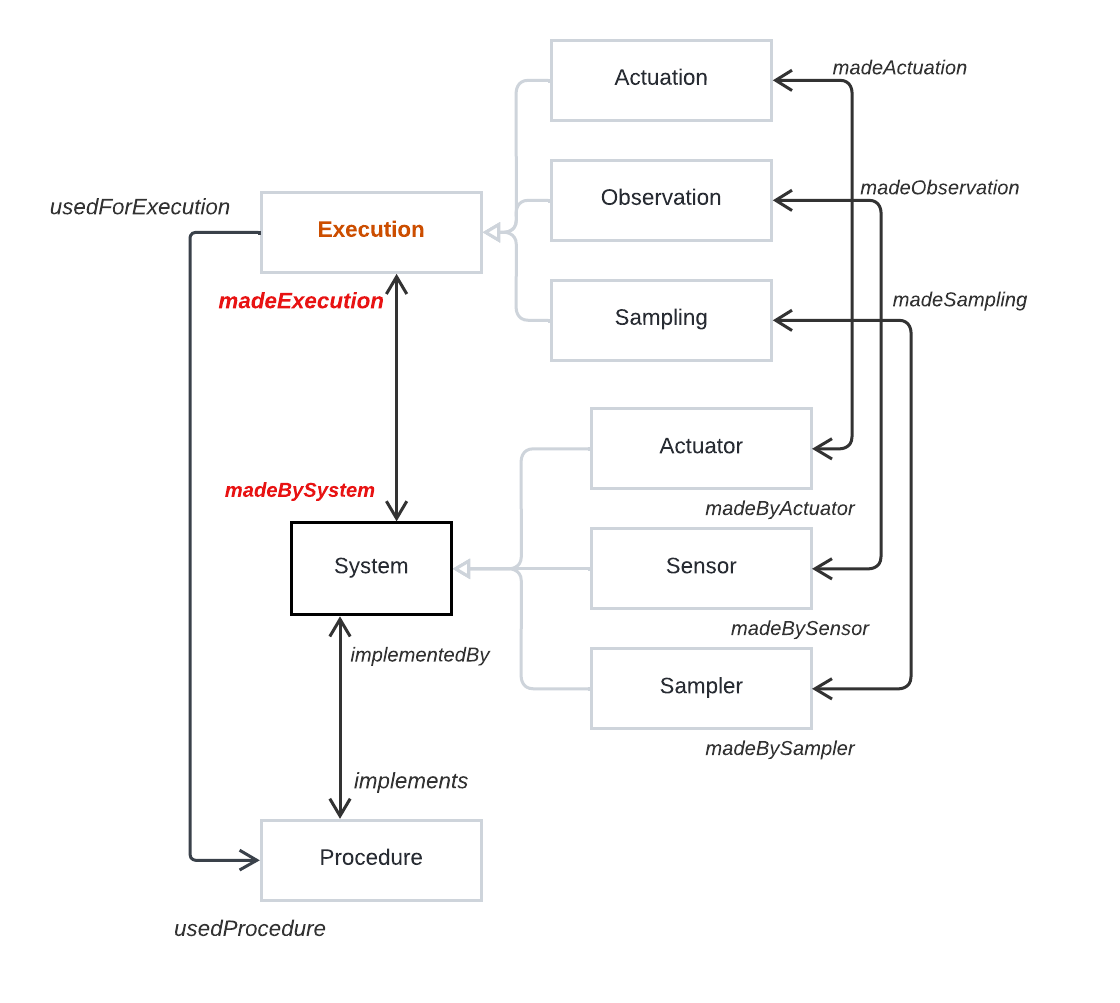 Actuation
madeActuation
madeObservation
Observation
usedForExecution
Execution
madeExecution
madeSampling
Sampling
Actuator
madeBySystem
madeByActuator
System
Sensor
madeBySensor
implementedBy
Sampler
madeBySampler
implements
Procedure
usedProcedure